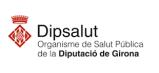 Dipsalut
Organisme de Salut Pública
de la Diputació de Girona